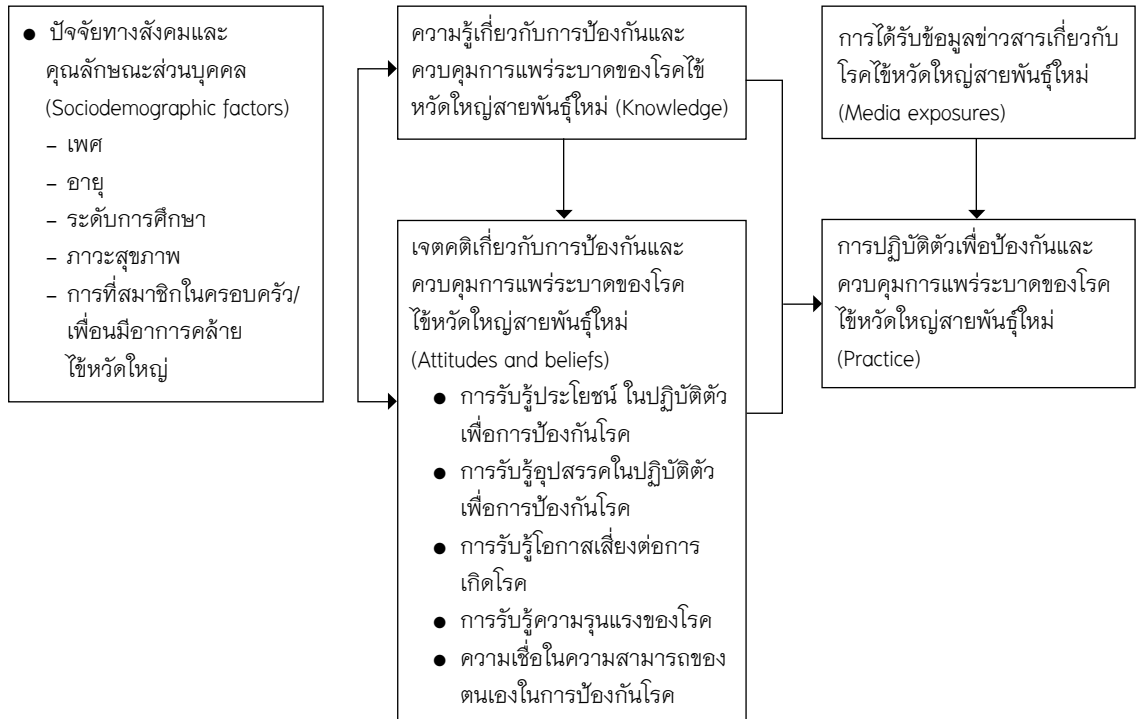 ● ปัจจัยทางสังคมและ
คุณลักษณะส่วนบุคคล
(Sociodemographic factors)
– เพศ
– อายุ
– ระดับการศึกษา
– ภาวะสุขภาพ
– การที่สมาชิกในครอบครัว/
เพื่อนมีอาการคล้าย
ไข้หวัดใหญ่
ความรู้เกี่ยวกับการป้องกันและ
ควบคุมการแพร่ระบาดของโรคไข้
หวัดใหญ่สายพันธุ์ใหม่ (Knowledge)
เจตคติเกี่ยวกับการป้องกันและ
ควบคุมการแพร่ระบาดของโรค
ไข้หวัดใหญ่สายพันธุ์ใหม่
(Attitudes and beliefs)
● การรับรู้ประโยชน์ ในปฏิบัติตัว
เพื่อการป้องกันโรค
● การรับรู้อุปสรรคในปฏิบัติตัว
เพื่อการป้องกันโรค
● การรับรู้โอกาสเสี่ยงต่อการ
เกิดโรค
● การรับรู้ความรุนแรงของโรค
● ความเชื่อในความสามารถของ
ตนเองในการป้องกันโรค
การได้รับข้อมูลข่าวสารเกี่ยวกับ
โรคไข้หวัดใหญ่สายพันธุ์ใหม่
(Media exposures)
การปฏิบัติตัวเพื่อป้องกันและ
ควบคุมการแพร่ระบาดของโรค
ไข้หวัดใหญ่สายพันธุ์ใหม่
(Practice)